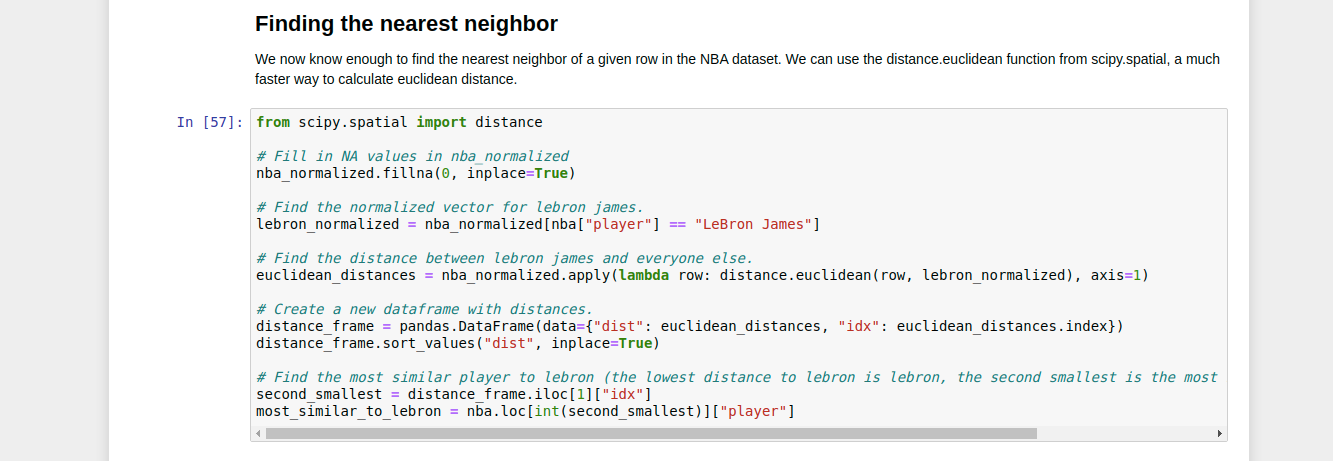 Finding the nearest neighbor
We now know enough to find the nearest neighbor of a given row in the NBA dataset. We can use the distance.euclidean function from scipy.spatial, a much
faster way to calculate euclidean distance.
In [57]:
from scipy.spatial import distance
# Fill in NA values in nba_normalized
nba_normalized.fillna(0, inplace=True)
# Find the normalized vector for lebron james.
lebron_normalized = nba_normalized[nba["player"] == "LeBron James"]
# Find the distance between lebron james and everyone else.
euclidean_distances = nba_normalized.apply(lambda row: distance.euclidean(row, lebron_normalized), axis=1)
# Create a new dataframe with distances.
distance_frame = pandas.DataFrame(data={"dist": euclidean_distances, "idx": euclidean_distances.index})
distance_frame.sort_values("dist", inplace=True)
# Find the most similar player to lebron (the lowest distance to lebron is lebron, the second smallest is the most
second_smallest = distance_frame.iloc[1]["idx"]
most_similar_to_lebron = nba.loc[int(second_smallest)]["player"]